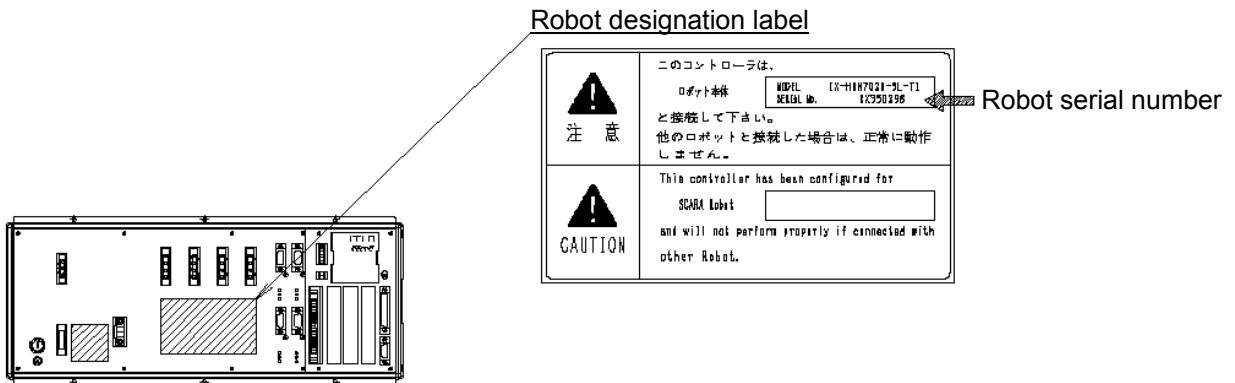 Robot designation label
このコントローラは、
ロボット本体
MODEL IX-HNN7020-5L-T1
SERIAL No.
Robot serial number
と接続して下さい。
注 意
他のロボットと接続した場合は、正常に動作
しません。
This controller has been configured for
SCARA Robot
and will not perform properly if connected with
CAUTION
other Robot.